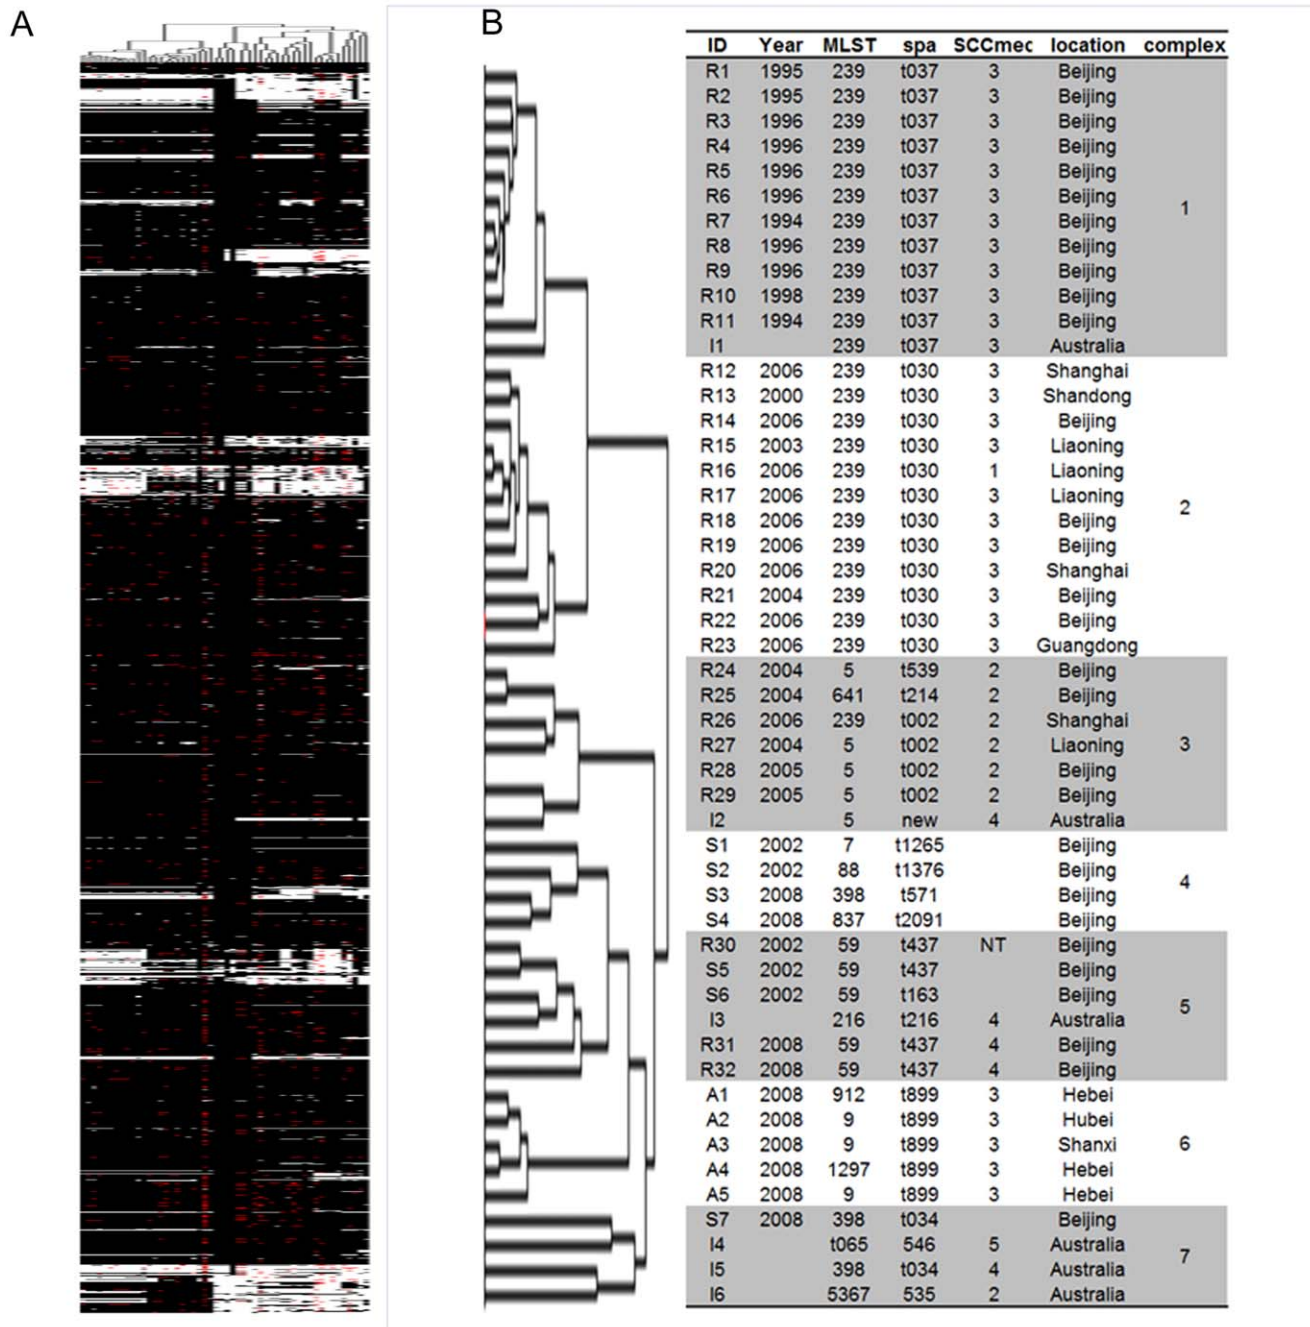 A
B
ID Year MLST spa SCCmec location complex
R1 1995 239 t037 3 Beijing
R2 1995 239 t037 3 Beijing
R3 1996 239 t037 3 Beijing
R4 1996 239 t037 3 Beijing
R5 1996 239 t037 3 Beijing
R6 1996 239 t037 3 Beijing
1
R7 1994 239 t037 3 Beijing
R8 1996 239 t037 3 Beijing
R9 1996 239 t037 3 Beijing
R10 1998 239 t037 3 Beijing
R11 1994 239 t037 3 Beijing
I1 239 t037 3 Australia
R12 2006 239 t030 3 Shanghai
R13 2000 239 t030 3 Shandong
R14 2006 239 t030 3 Beijing
R15 2003 239 t030 3 Liaoning
R16 2006 239 t030 1 Liaoning
R17 2006 239 t030 3 Liaoning
2
R18 2006 239 t030 3 Beijing
R19 2006 239 t030 3 Beijing
R20 2006 239 t030 3 Shanghai
R21 2004 239 t030 3 Beijing
R22 2006 239 t030 3 Beijing
R23 2006 239 t030 3 Guangdong
R24 2004 5 t539 2 Beijing
R25 2004 641 t214 2 Beijing
R26 2006 239 t002 2 Shanghai
R27 2004 5 t002 2 Liaoning 3
R28 2005 5 t002 2 Beijing
R29 2005 5 t002 2 Beijing
I2 5 new 4 Australia
S1 2002 7 t1265 Beijing
S2 2002 88 t1376 Beijing
4
S3 2008 398 t571 Beijing
S4 2008 837 t2091 Beijing
R30 2002 59 t437 NT Beijing
S5 2002 59 t437 Beijing
S6 2002 59 t163 Beijing
5
I3 216 t216 4 Australia
R31 2008 59 t437 4 Beijing
R32 2008 59 t437 4 Beijing
A1 2008 912 t899 3 Hebei
A2 2008 9 t899 3 Hubei
A3 2008 9 t899 3 Shanxi 6
A4 2008 1297 t899 3 Hebei
A5 2008 9 t899 3 Hebei
S7 2008 398 t034 Beijing
I4 t065 546 5 Australia
7
I5 398 t034 4 Australia
I6 5367 535 2 Australia